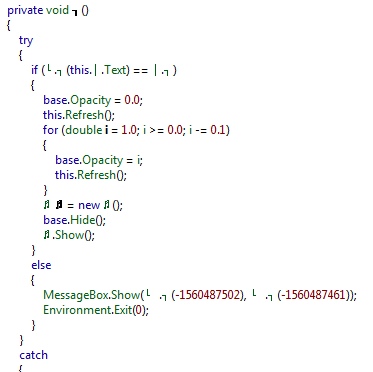 private void ┓()
{
try
{
if (└.┐(this.│.Text) == │.┐)
{
base.Opacity = 0.0;
this.Refresh();
for (double i = 1.0; i >= 0.0; i -= 0.1)
{
base.Opacity = i;
this.Refresh();
}
♬ ♬ = new ♬();
base.Hide();
♬.Show();
}
else
{
MessageBox.Show(└ .┐(-1560487502), └ .┐(-1560487461));
Environment.Exit(0);
}
}
catch
{